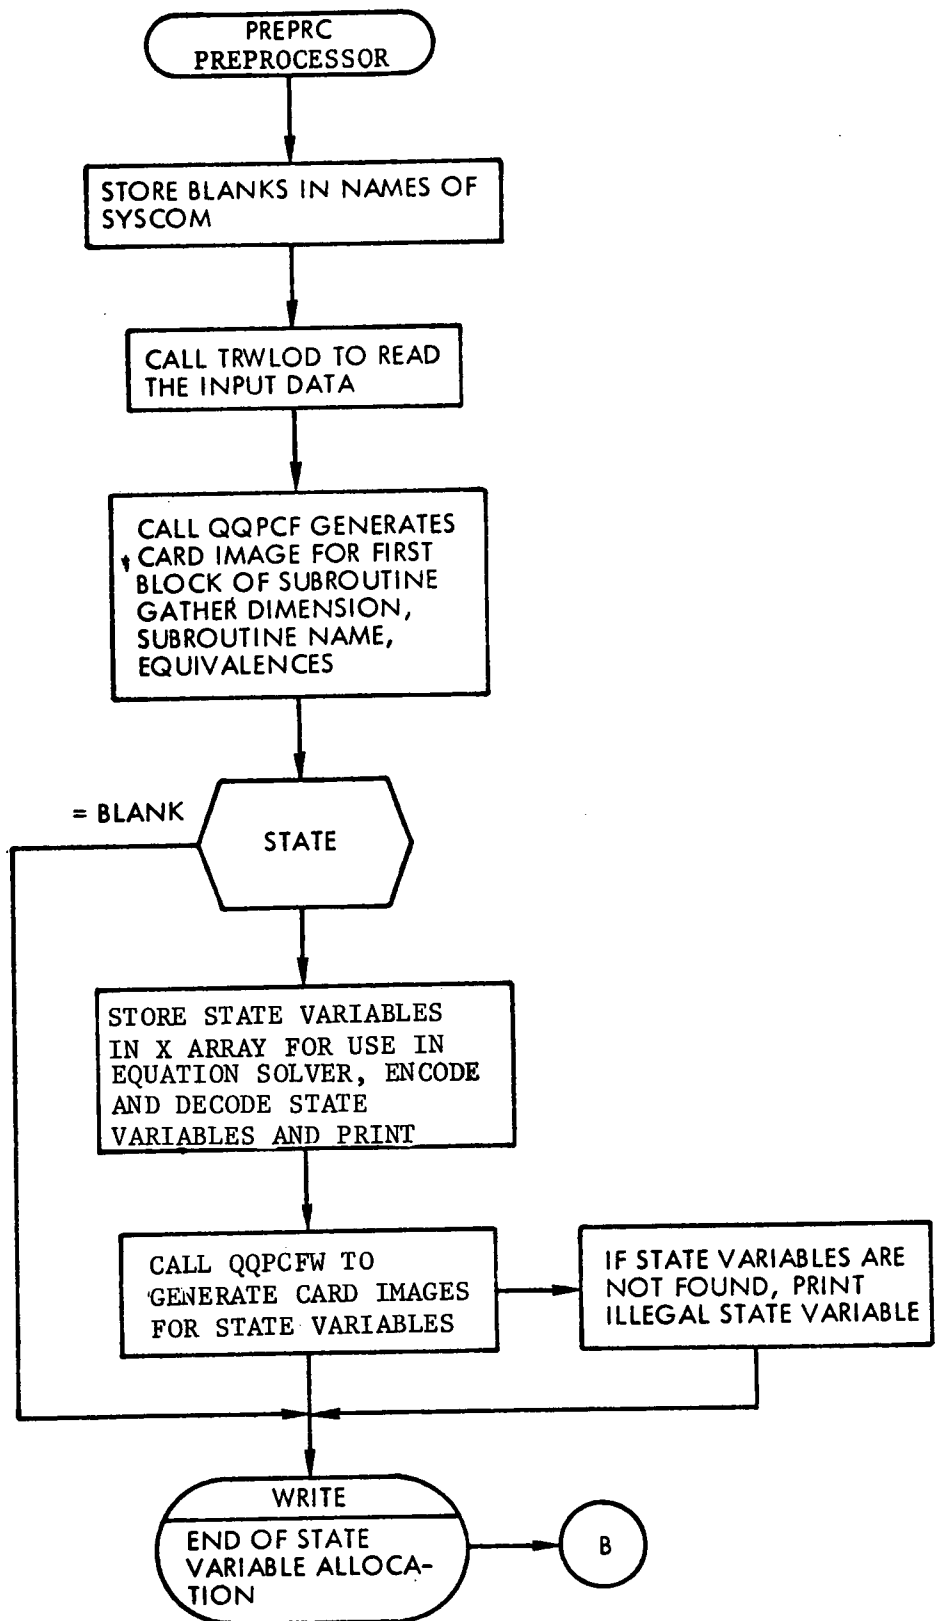 PREPRC
PREPROCESSOR
STORE BLANKS IN NAMES OF
SYSCOM
CALL TRWLOD TO READ
THE INPUT DATA
CALL QQPCF GENERATES
CARD IMAGE FOR FIRST
BLOCK OF SUBROUTINE
GATHER DIMENSION,
SUBROUTINE NAME,
EQUIVALENCES
= BLANK
STATE
STORE STATE VARIABLES
IN X ARRAY FOR USE IN
EQUATION SOLVER, ENCODE
AND DECODE STATE
VARIABLES AND PRINT
CALL QQPCFW TO
GENERATE CARD IMAGES
FOR STATE VARIABLES
IF STATE VARIABLES ARE
NOT FOUND, PRINT
ILLEGAL STATE VARIABLE
WRITE
END OF STATE
VARIABLE ALLOCA-
TION
B